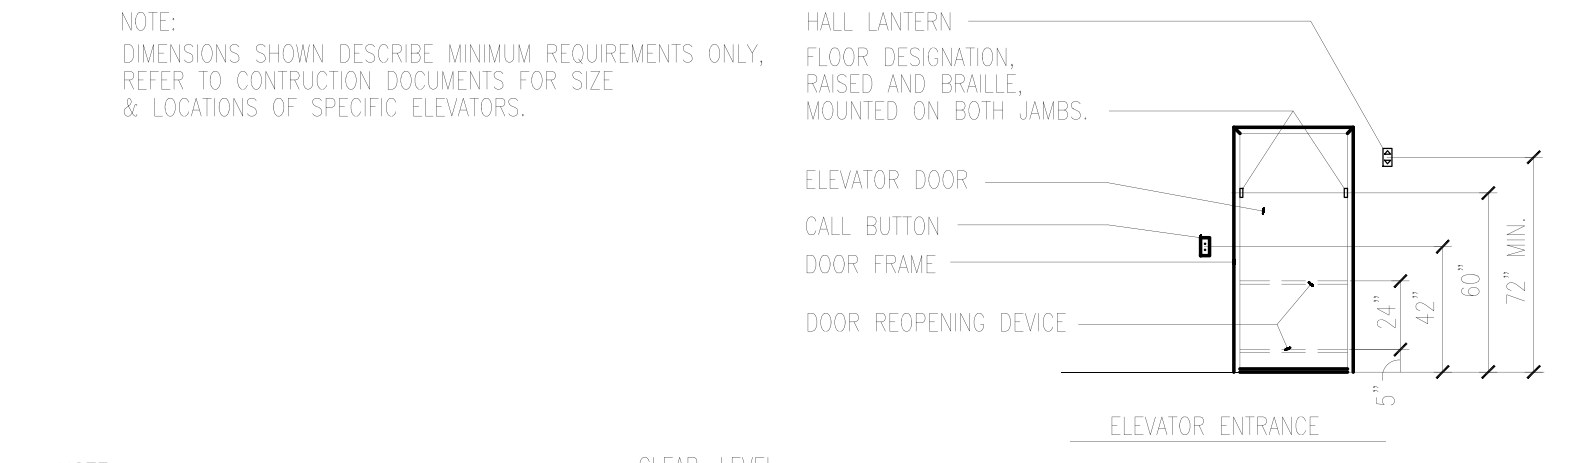 NOTE:
DIMENSIONS SHOWN DESCRIBE MINIMUM REQUIREMENTS ONLY,
REFER TO CONTRUCTION DOCUMENTS FOR SIZE
& LOCATIONS OF SPECIFIC ELEVATORS.
HALL LANTERN
FLOOR DESIGNATION,
RAISED AND BRAILLE,
MOUNTED ON BOTH JAMBS.
ELEVATOR DOOR
CALL BUTTON
DOOR FRAME
DOOR REOPENING DEVICE
24"
42"
60"
72" MIN.
5"
ELEVATOR ENTRANCE
CLEAR LEVEL